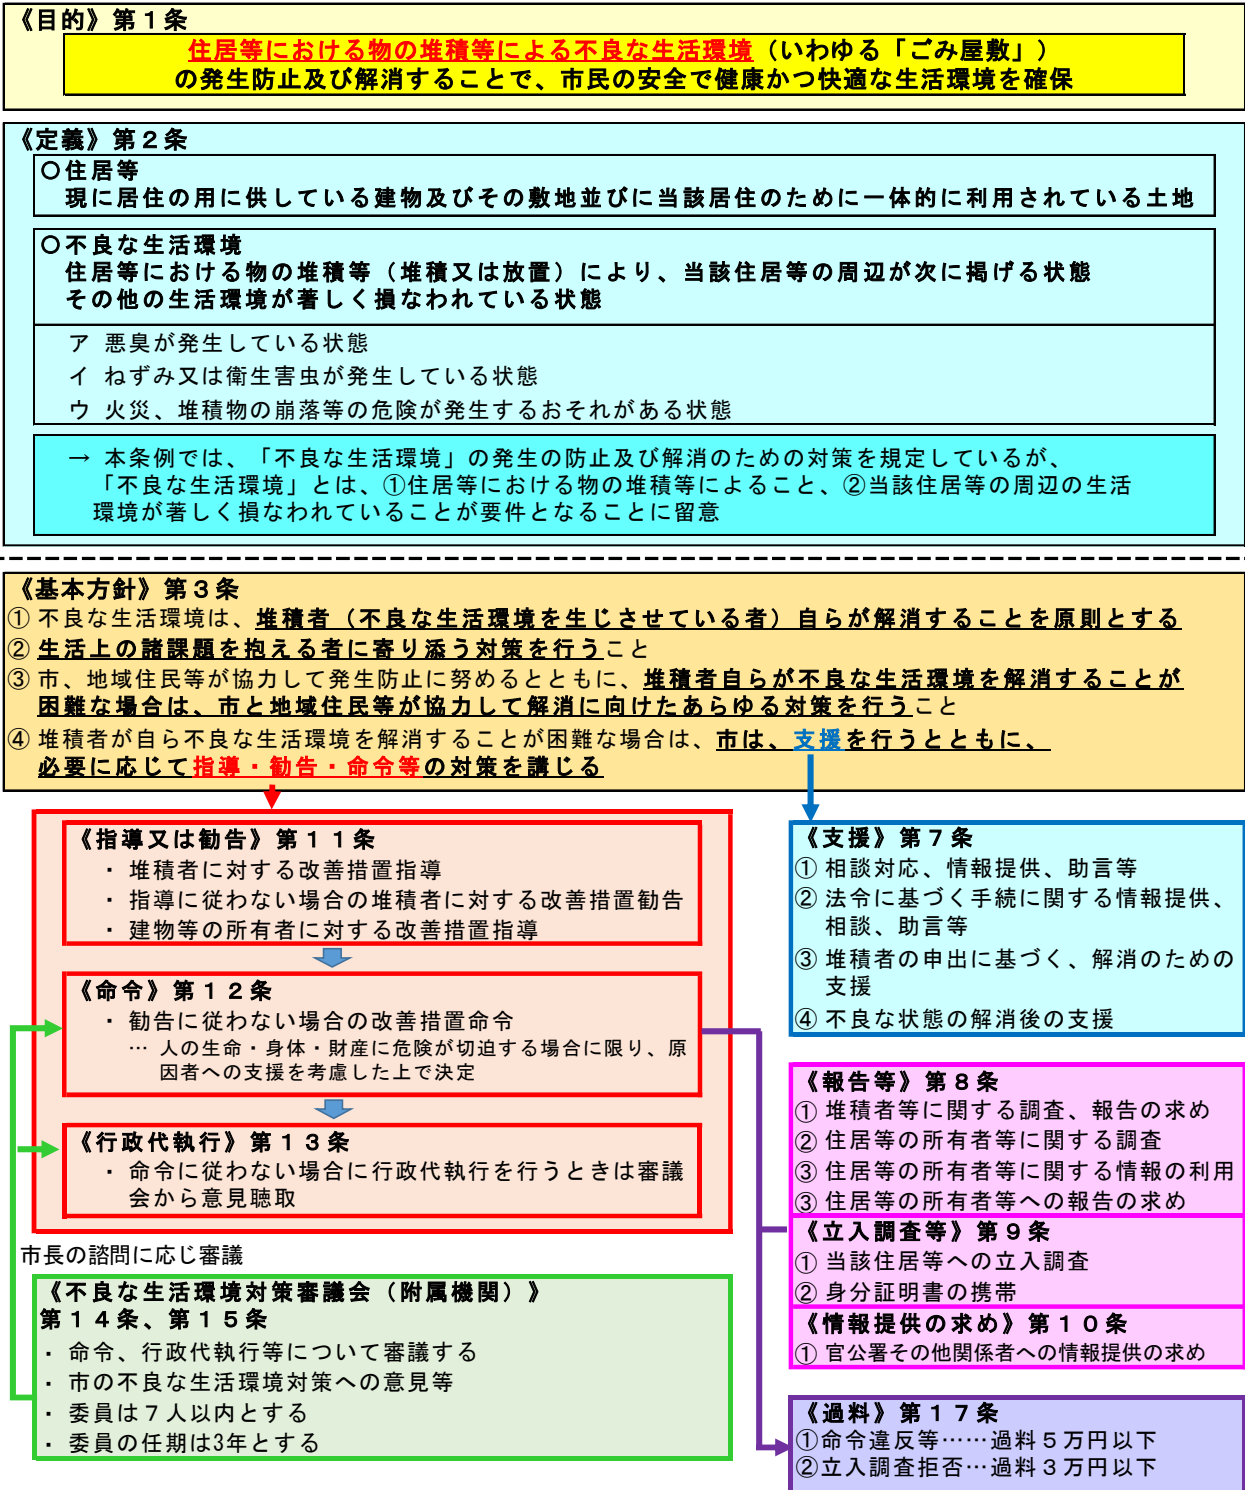 《目的》第１条
住居等における物の堆積等による不良な生活環境（いわゆる「ごみ屋敷」）
の発生防止及び解消することで、市民の安全で健康かつ快適な生活環境を確保
《定義》第２条
〇住居等
現に居住の用に供している建物及びその敷地並びに当該居住のために一体的に利用されている土地
〇不良な生活環境
住居等における物の堆積等（堆積又は放置）により、当該住居等の周辺が次に掲げる状態
その他の生活環境が著しく損なわれている状態
ア 悪臭が発生している状態
イ ねずみ又は衛生害虫が発生している状態
ウ 火災、堆積物の崩落等の危険が発生するおそれがある状態
→ 本条例では、「不良な生活環境」の発生の防止及び解消のための対策を規定しているが、
「不良な生活環境」とは、①住居等における物の堆積等によること、②当該住居等の周辺の生活
環境が著しく損なわれていることが要件となることに留意
《基本方針》第３条
① 不良な生活環境は、堆積者（不良な生活環境を生じさせている者）自らが解消することを原則とする
② 生活上の諸課題を抱える者に寄り添う対策を行うこと
③ 市、地域住民等が協力して発生防止に努めるとともに、堆積者自らが不良な生活環境を解消することが
困難な場合は、市と地域住民等が協力して解消に向けたあらゆる対策を行うこと
④ 堆積者が自ら不良な生活環境を解消することが困難な場合は、市は、支援を行うとともに、
必要に応じて指導・勧告・命令等の対策を講じる
《指導又は勧告》第１１条
・ 堆積者に対する改善措置指導
・ 指導に従わない場合の堆積者に対する改善措置勧告
・ 建物等の所有者に対する改善措置指導
《命令》第１２条
・ 勧告に従わない場合の改善措置命令
… 人の生命・身体・財産に危険が切迫する場合に限り、原
因者への支援を考慮した上で決定
《行政代執行》第１３条
・ 命令に従わない場合に行政代執行を行うときは審議
会から意見聴取
市長の諮問に応じ審議
《不良な生活環境対策審議会（附属機関）》
第１４条、第１５条
・ 命令、行政代執行等について審議する
・ 市の不良な生活環境対策への意見等
・ 委員は７人以内とする
・ 委員の任期は3年とする
《支援》第７条
① 相談対応、情報提供、助言等
② 法令に基づく手続に関する情報提供、
相談、助言等
③ 堆積者の申出に基づく、解消のための
支援
④ 不良な状態の解消後の支援
《報告等》第８条
① 堆積者等に関する調査、報告の求め
② 住居等の所有者等に関する調査
③ 住居等の所有者等に関する情報の利用
③ 住居等の所有者等への報告の求め
《立入調査等》第９条
① 当該住居等への立入調査
② 身分証明書の携帯
《情報提供の求め》第１０条
① 官公署その他関係者への情報提供の求め
《過料》第１７条
①命令違反等……過料５万円以下
②立入調査拒否…過料３万円以下